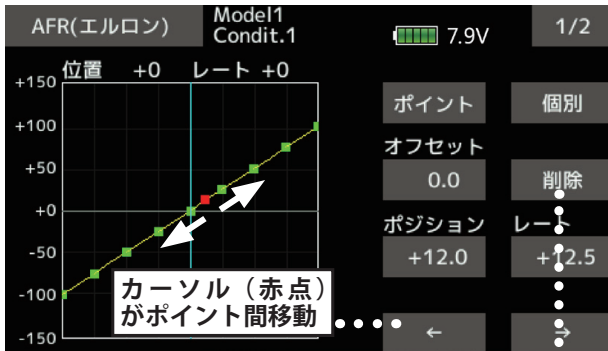 AFR(エルロン)
Model1
Condit.1
7.9V
1/2
位置 +0 レート +0
+150
+100
+50
+0
-50
-100
-150
ポイント
個別
オフセット
0.0
削除
ポジション
レート
+12.0
+12.5
←
→
カーソル（赤点）
がポイント間移動